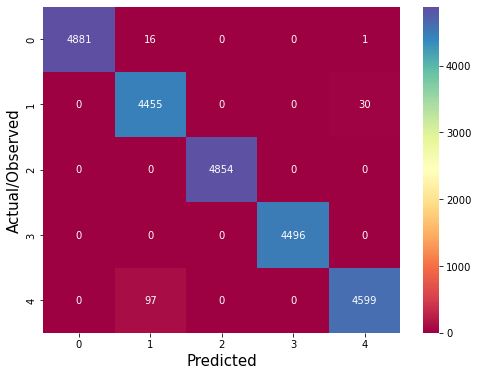 Actual/Observed
0 4881 16 0 0 1
1 0 4455 0 0 30
2 0 0 4854 0 0
3 0 0 0 4496 0
4 0 97 0 0 4599
0 1 2 3 4
Predicted
4000
3000
2000
1000
0